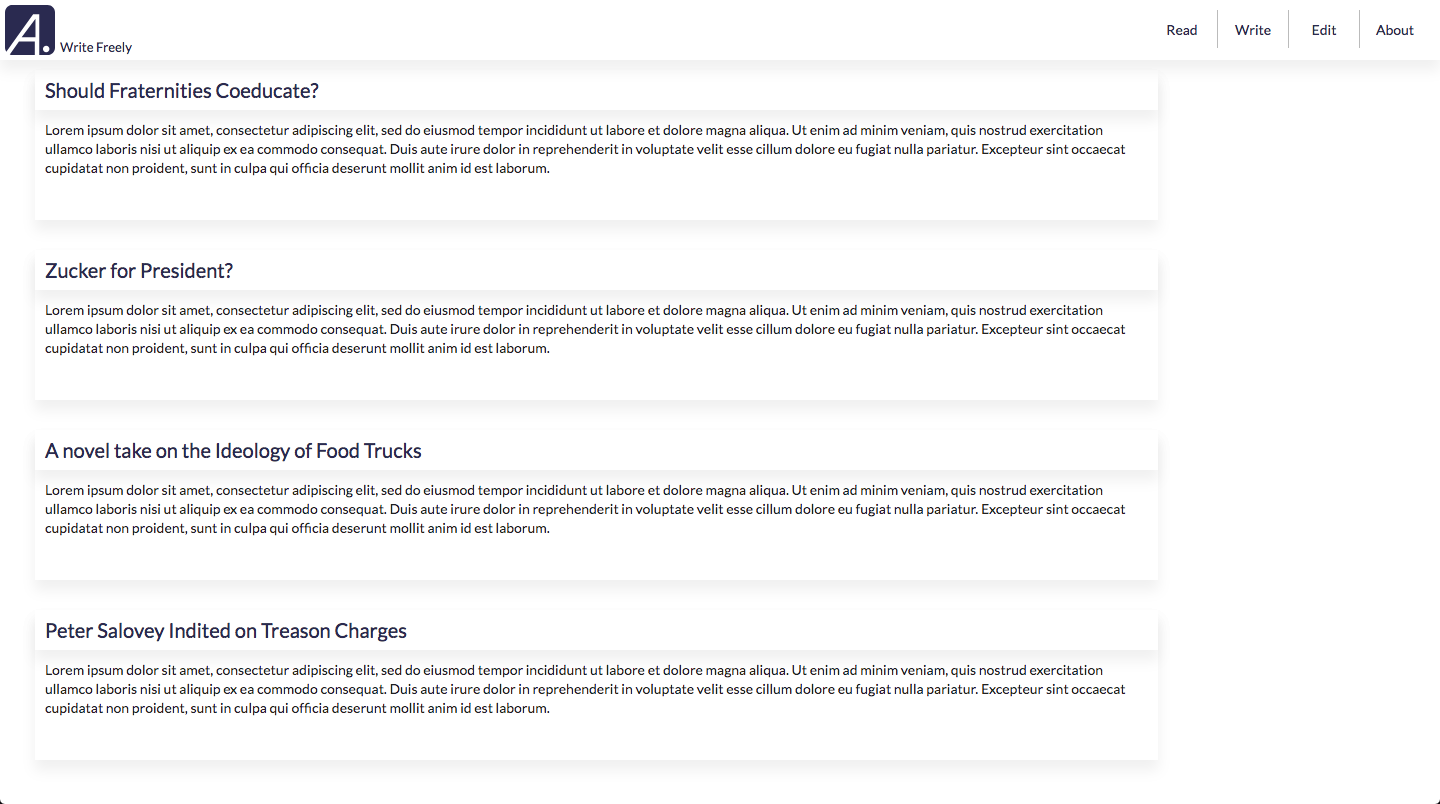 A.
Write Freely
Read
Write
Edit
About
Should Fraternities Coeducate?
Lorem ipsum dolor sit amet, consectetur adipiscing elit, sed do eiusmod tempor incididunt ut labore et dolore magna aliqua. Ut enim ad minim veniam, quis nostrud exercitation
ullamco laboris nisi ut aliquip ex ea commodo consequat. Duis aute irure dolor in reprehenderit in voluptate velit esse cillum dolore eu fugiat nulla pariatur. Excepteur sint occaecat
cupidatat non proident, sunt in culpa qui officia deserunt mollit anim id est laborum.
Zucker for President?
Lorem ipsum dolor sit amet, consectetur adipiscing elit, sed do eiusmod tempor incididunt ut labore et dolore magna aliqua. Ut enim ad minim veniam, quis nostrud exercitation
ullamco laboris nisi ut aliquip ex ea commodo consequat. Duis aute irure dolor in reprehenderit in voluptate velit esse cillum dolore eu fugiat nulla pariatur. Excepteur sint occaecat
cupidatat non proident, sunt in culpa qui officia deserunt mollit anim id est laborum.
A novel take on the Ideology of Food Trucks
Lorem ipsum dolor sit amet, consectetur adipiscing elit, sed do eiusmod tempor incididunt ut labore et dolore magna aliqua. Ut enim ad minim veniam, quis nostrud exercitation
ullamco laboris nisi ut aliquip ex ea commodo consequat. Duis aute irure dolor in reprehenderit in voluptate velit esse cillum dolore eu fugiat nulla pariatur. Excepteur sint occaecat
cupidatat non proident, sunt in culpa qui officia deserunt mollit anim id est laborum.
Peter Salovey Indited on Treason Charges
Lorem ipsum dolor sit amet, consectetur adipiscing elit, sed do eiusmod tempor incididunt ut labore et dolore magna aliqua. Ut enim ad minim veniam, quis nostrud exercitation
ullamco laboris nisi ut aliquip ex ea commodo consequat. Duis aute irure dolor in reprehenderit in voluptate velit esse cillum dolore eu fugiat nulla pariatur. Excepteur sint occaecat
cupidatat non proident, sunt in culpa qui officia deserunt mollit anim id est laborum.